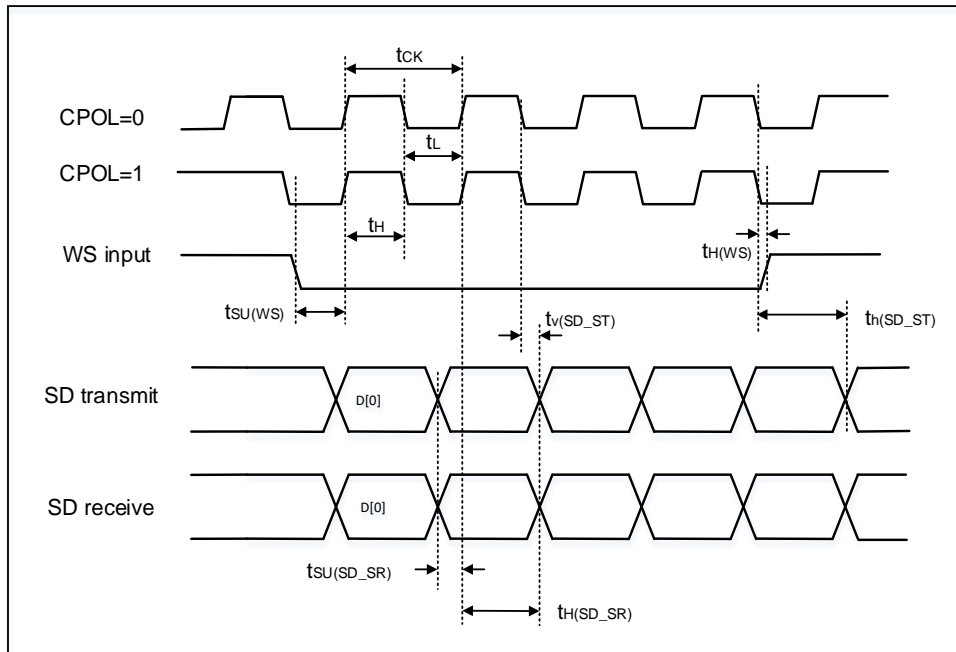 tCK
CPOL=0
tL
CPOL=1
tH
tH(WS)
WS input
tSU(WS)
tv(SD_ST)
th(SD_ST)
SD transmit
D[0]
SD receive
D[0]
tSU(SD_SR)
tH(SD_SR)